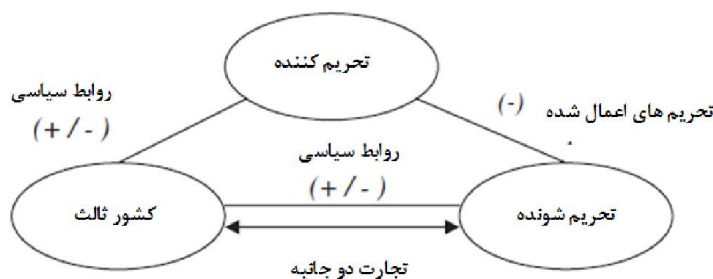 تحریم کننده
روابط سیاسی
(+ / -)
(-)
تحریم های اعمال شده
روابط سیاسی
(+ / -)
کشور ثالث
تحریم شونده
تجارت دو جانبه